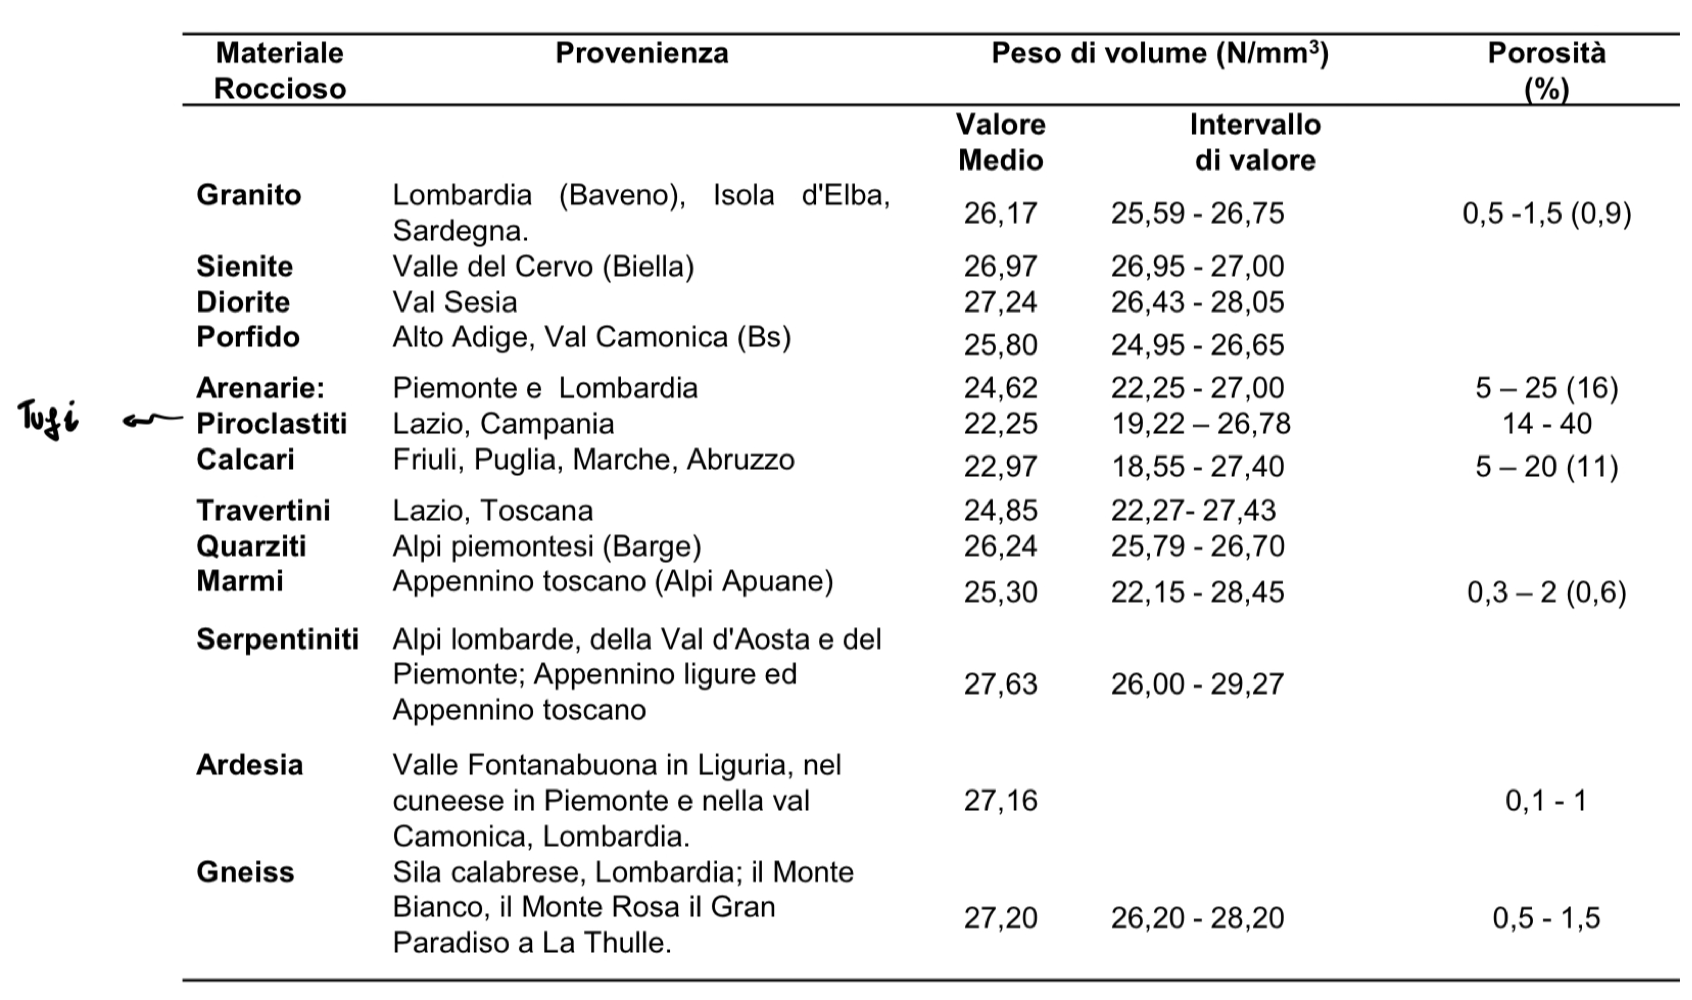 Materiale Provenienza Peso di volume (N/mm³) Porosità
Roccioso (%)
Valore Intervallo
Medio di valore
Granito Lombardia (Baveno), Isola d'Elba,
Sardegna. 26,17 25,59 - 26,75 0,5 -1,5 (0,9)
Sienite Valle del Cervo (Biella) 26,97 26,95 - 27,00
Diorite Val Sesia 27,24 26,43 - 28,05
Porfido Alto Adige, Val Camonica (Bs) 25,80 24,95 - 26,65
Arenarie: Piemonte e Lombardia 24,62 22,25 - 27,00 5 – 25 (16)
Tufi Piroclastiti Lazio, Campania 22,25 19,22 – 26,78 14 - 40
Calcari Friuli, Puglia, Marche, Abruzzo 22,97 18,55 - 27,40 5 – 20 (11)
Travertini Lazio, Toscana 24,85 22,27- 27,43
Quarziti Alpi piemontesi (Barge) 26,24 25,79 - 26,70
Marmi Appennino toscano (Alpi Apuane) 25,30 22,15 - 28,45 0,3 – 2 (0,6)
Serpentiniti Alpi lombarde, della Val d'Aosta e del
Piemonte; Appennino ligure ed 27,63 26,00 - 29,27
Appennino toscano
Ardesia Valle Fontanabuona in Liguria, nel
cuneese in Piemonte e nella val 27,16 0,1 - 1
Camonica, Lombardia.
Gneiss Sila calabrese, Lombardia; il Monte
Bianco, il Monte Rosa il Gran 27,20 26,20 - 28,20 0,5 - 1,5
Paradiso a La Thulle.